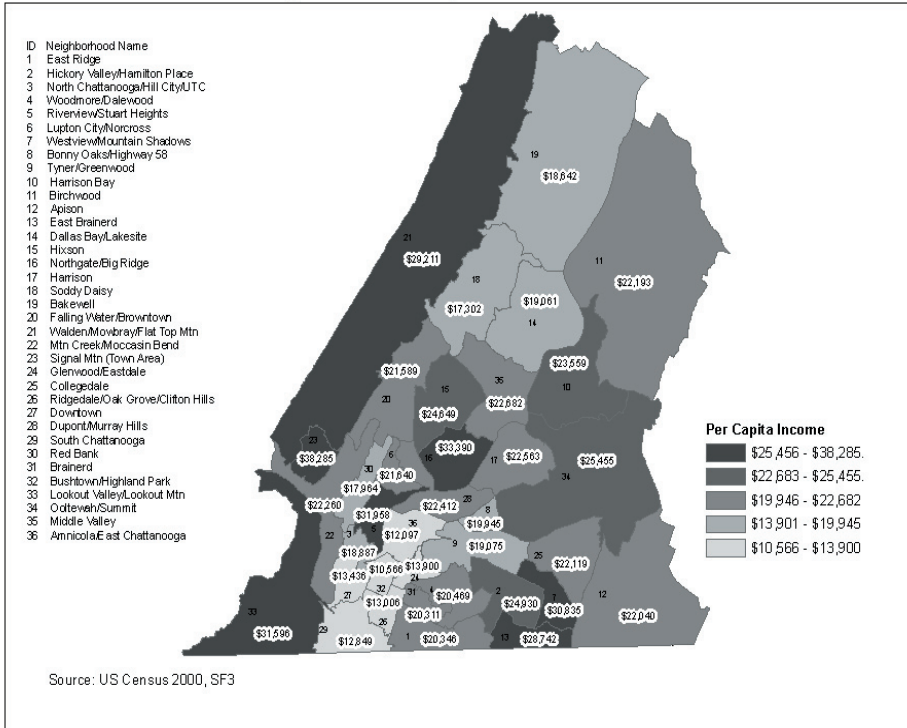 ID Neighborhood Name
1 East Ridge
2 Hickory Valley/Hamilton Place
3 North Chattanooga/Hill City/UTC
4 Woodmore/Dalewood
5 Riverview/Stuart Heights
6 Lupton City/Norcross
7 Westview/Mountain Shadows
8 Bonny Oaks/Highway 58
9 Tyner/Greenwood
10 Harrison Bay
11 Birchwood
12 Apison
13 East Brainerd
14 Dallas Bay/Lakesite
15 Hixson
16 Northgate/Big Ridge
17 Harrison
18 Soddy Daisy
19 Bakewell
20 Falling Water/Browntown
21 Walden/Mowbray/Flat Top Mtn
22 Mtn Creek/Moccasin Bend
23 Signal Mtn (Town Area)
24 Glenwood/Eastdale
25 Collegedale
26 Ridgedale/Oak Grove/Clifton Hills
27 Downtown
28 Dupont/Murray Hills
29 South Chattanooga
30 Red Bank
31 Brainerd
32 Bushtown/Highland Park
33 Lookout Valley/Lookout Mtn
34 Ooltewah/Summit
35 Middle Valley
36 Amnicola/East Chattanooga
19
$18,642
21
$29,211
11
$22,193
18
$17,302
$19,061
14
$23,559
10
$21,589
20
15
$24,649
35
$22,682
23
$38,285
16
$33,390
17
$22,563
34
$25,455
30
6
$17,964
$21,640
$22,260
22
$31,958
5
$22,412
28
8
$19,945
36
$12,097
3
$18,887
9
$19,075
25
$22,119
$13,436
27
$10,566
32
$13,900
24
$13,006
26
31
4
$20,469
$20,311
2
$24,930
7
$30,835
12
$22,040
33
$31,596
29
$12,849
1
$20,346
13
$28,742
Per Capita Income
$25,456 - $38,285.
$22,683 - $25,455.
$19,946 - $22,682
$13,901 - $19,945
$10,566 - $13,900
Source: US Census 2000, SF3